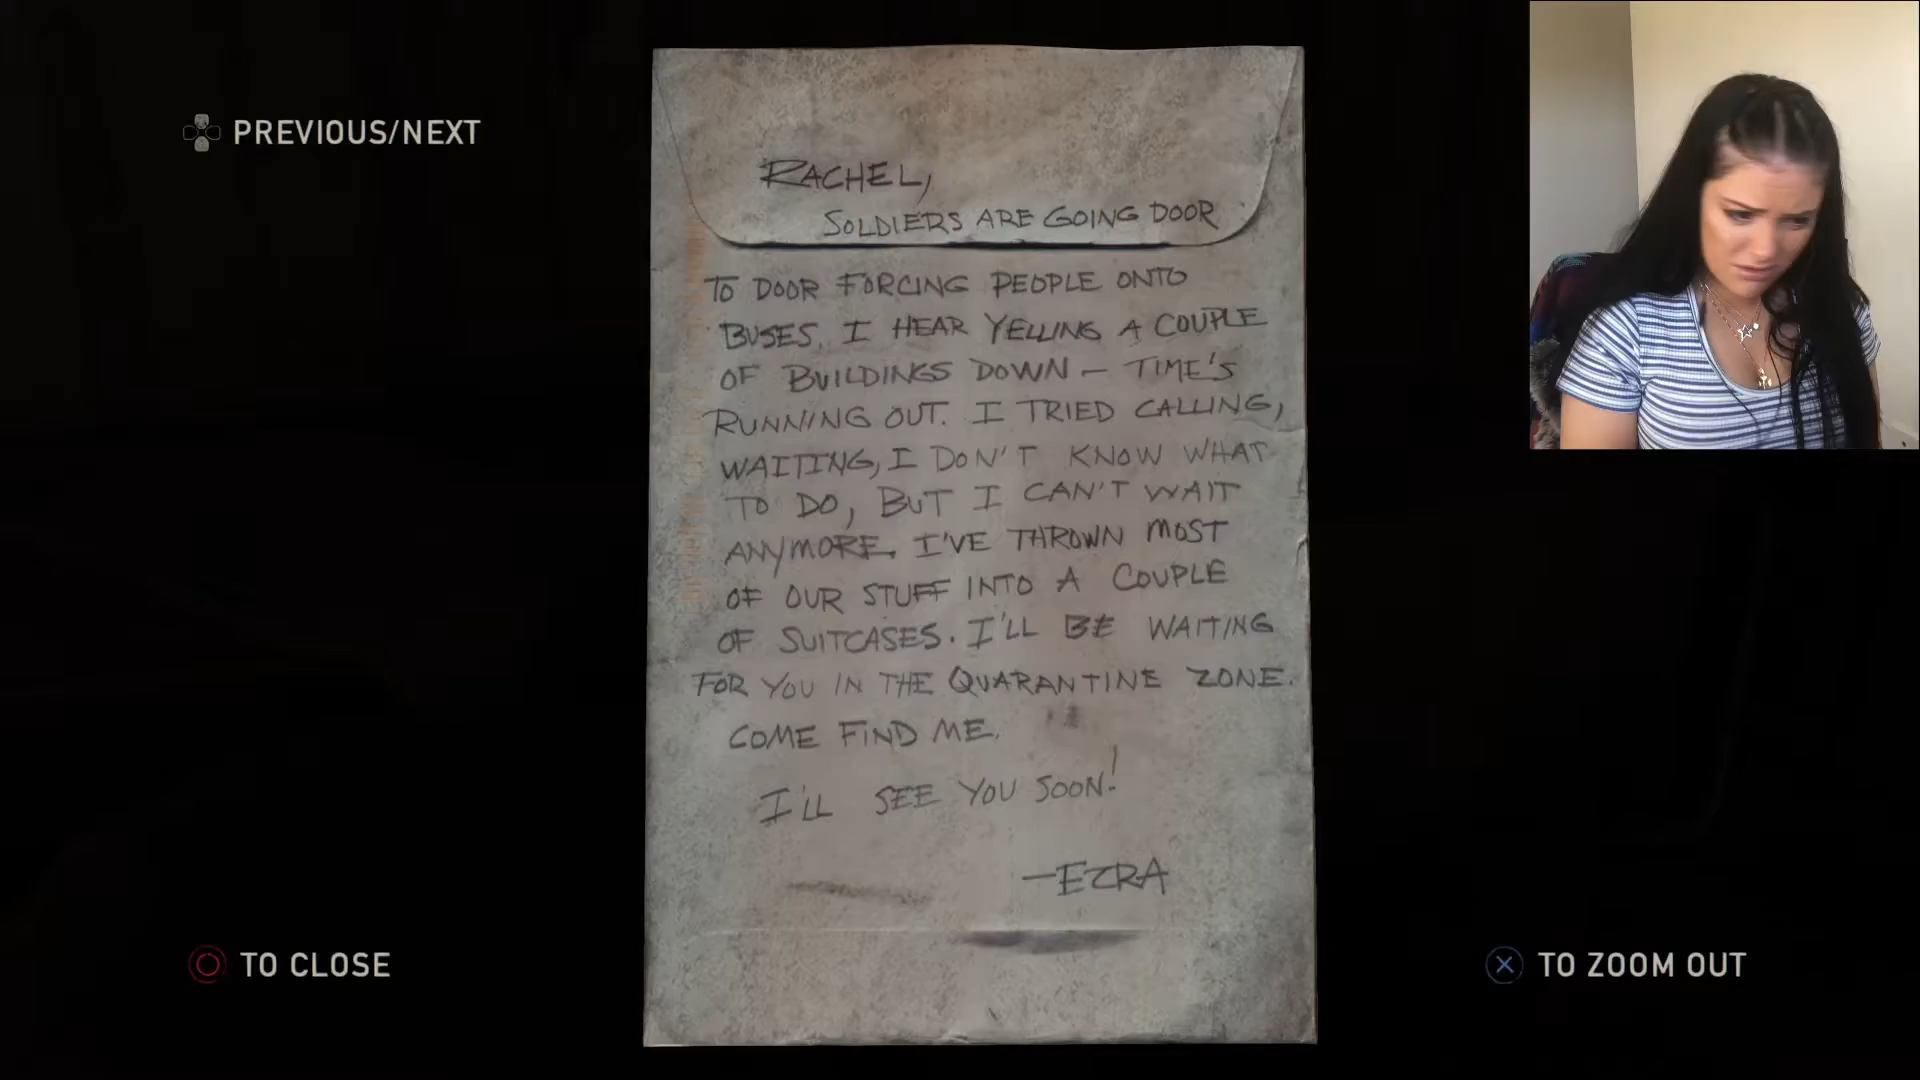 PREVIOUS/NEXT
RACHEL,
SOLDIERS ARE GOING DOOR
TO DOOR FORCING PEOPLE ONTO
BUSES. I HEAR YELLING A COUPLE
OF BUILDINGS DOWN – TIME'S
RUNNING OUT. I TRIED CALLING,
WAITING, I DON'T KNOW WHAT
TO DO, BUT I CAN'T WAIT
ANYMORE. I'VE THROWN MOST
OF OUR STUFF INTO A COUPLE
OF SUITCASES. I'LL BE WAITING
FOR YOU IN THE QUARANTINE ZONE.
COME FIND ME.
I'LL SEE YOU SOON!
–EZRA
TO CLOSE
TO ZOOM OUT